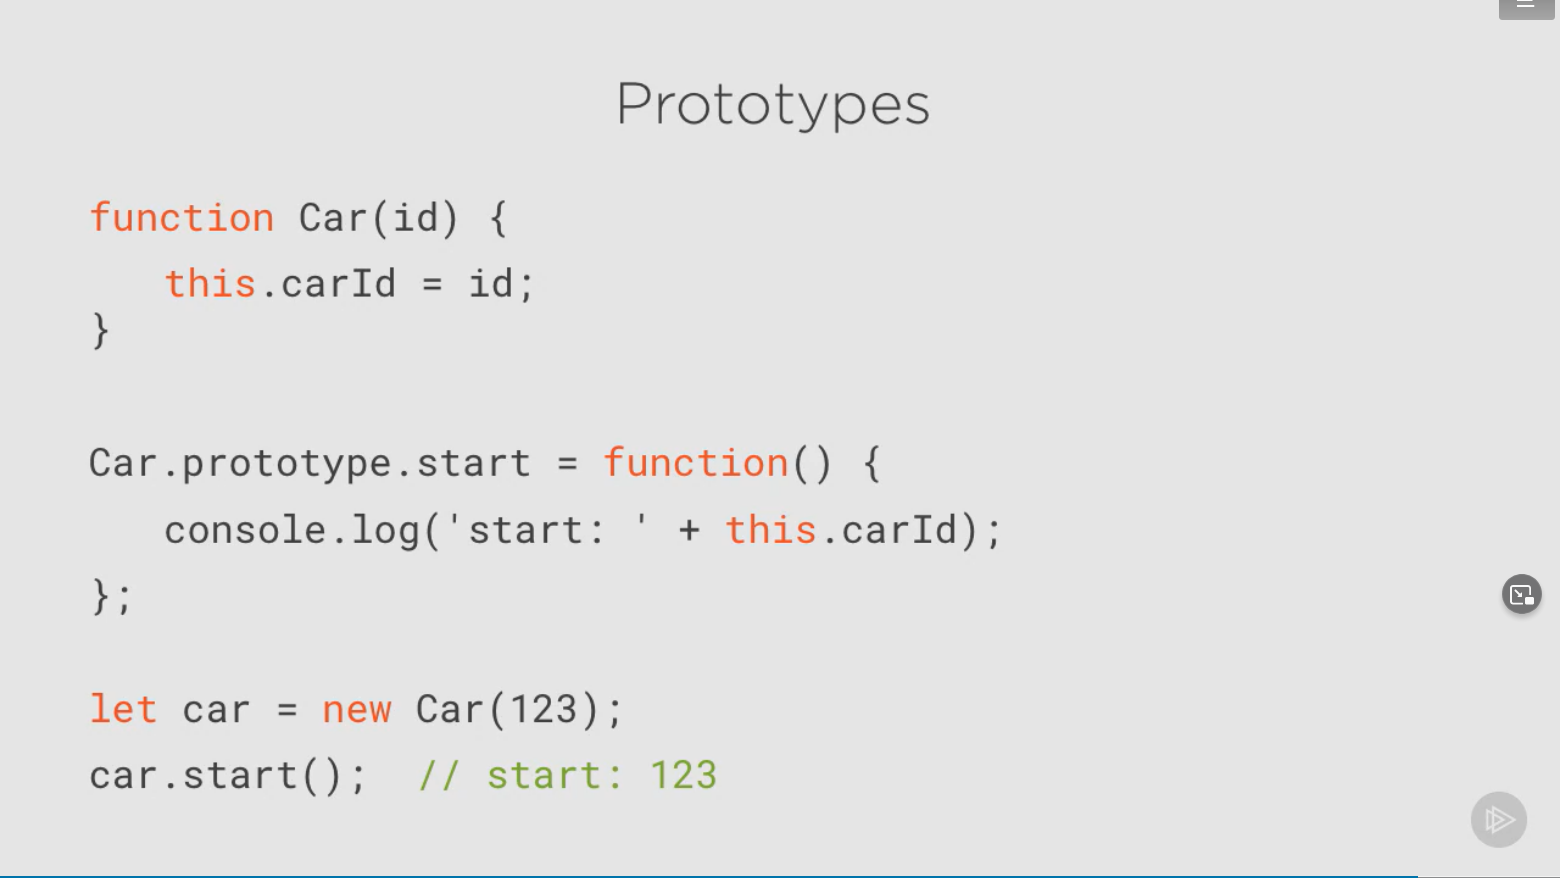 Prototypes
function Car(id) {
this.carId = id;
}
Car.prototype.start = function() {
console.log('start: ' + this.carId);
};
let car = new Car(123);
car.start(); // start: 123